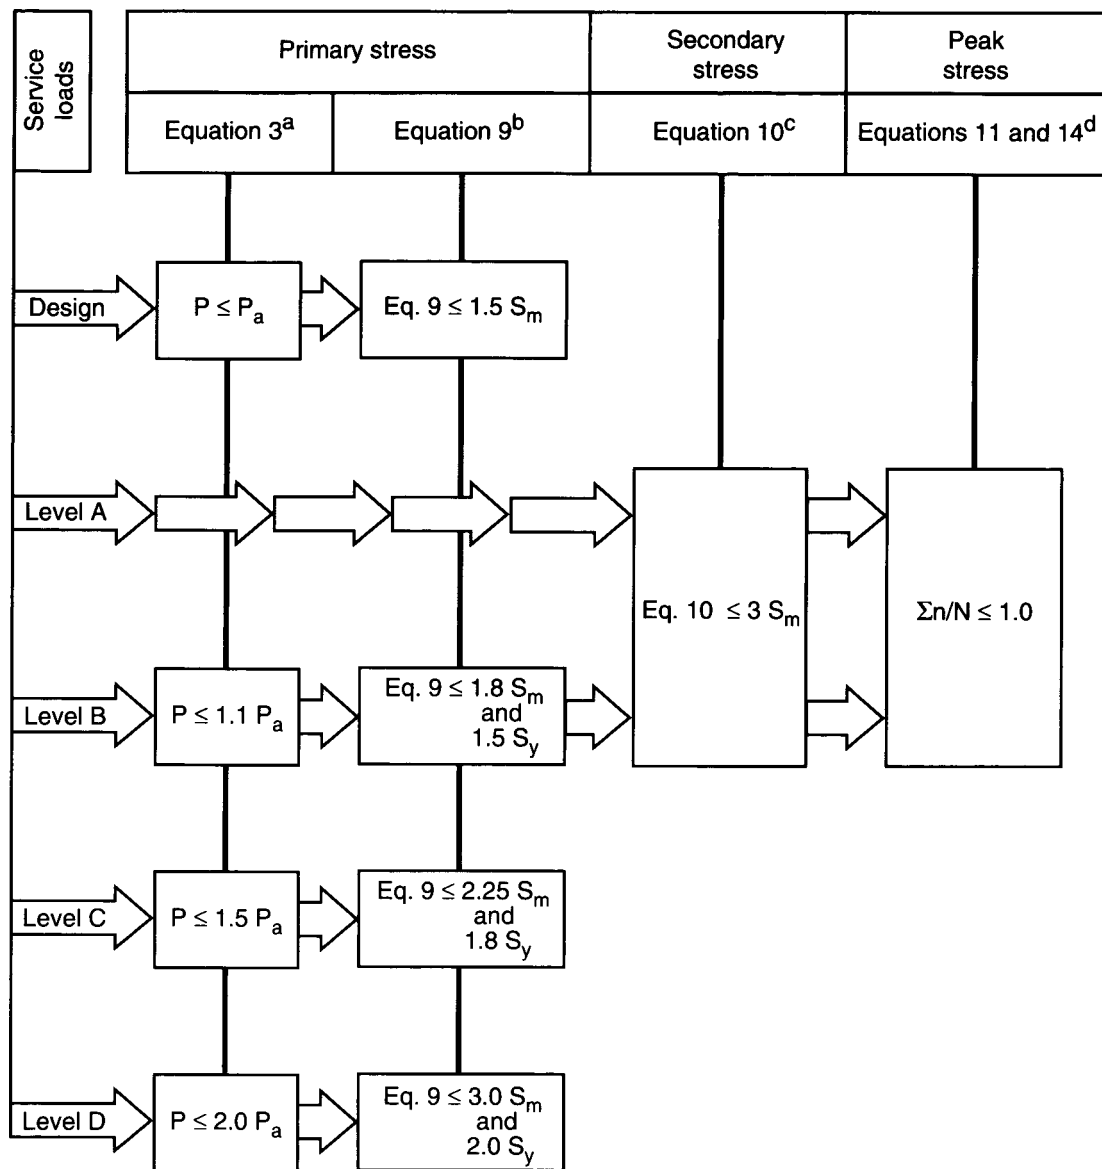 Service
loads
Primary stress
Secondary
stress
Peak
stress
Equation 3ᵃ
Equation 9ᵇ
Equation 10ᶜ
Equations 11 and 14ᵈ
Design
P ≤ Pₐ
Eq. 9 ≤ 1.5 Sₘ
Level A
Eq. 10 ≤ 3 Sₘ
Σn/N ≤ 1.0
Level B
P ≤ 1.1 Pₐ
Eq. 9 ≤ 1.8 Sₘ
and
1.5 S_y
Level C
P ≤ 1.5 Pₐ
Eq. 9 ≤ 2.25 Sₘ
and
1.8 S_y
Level D
P ≤ 2.0 Pₐ
Eq. 9 ≤ 3.0 Sₘ
and
2.0 S_y